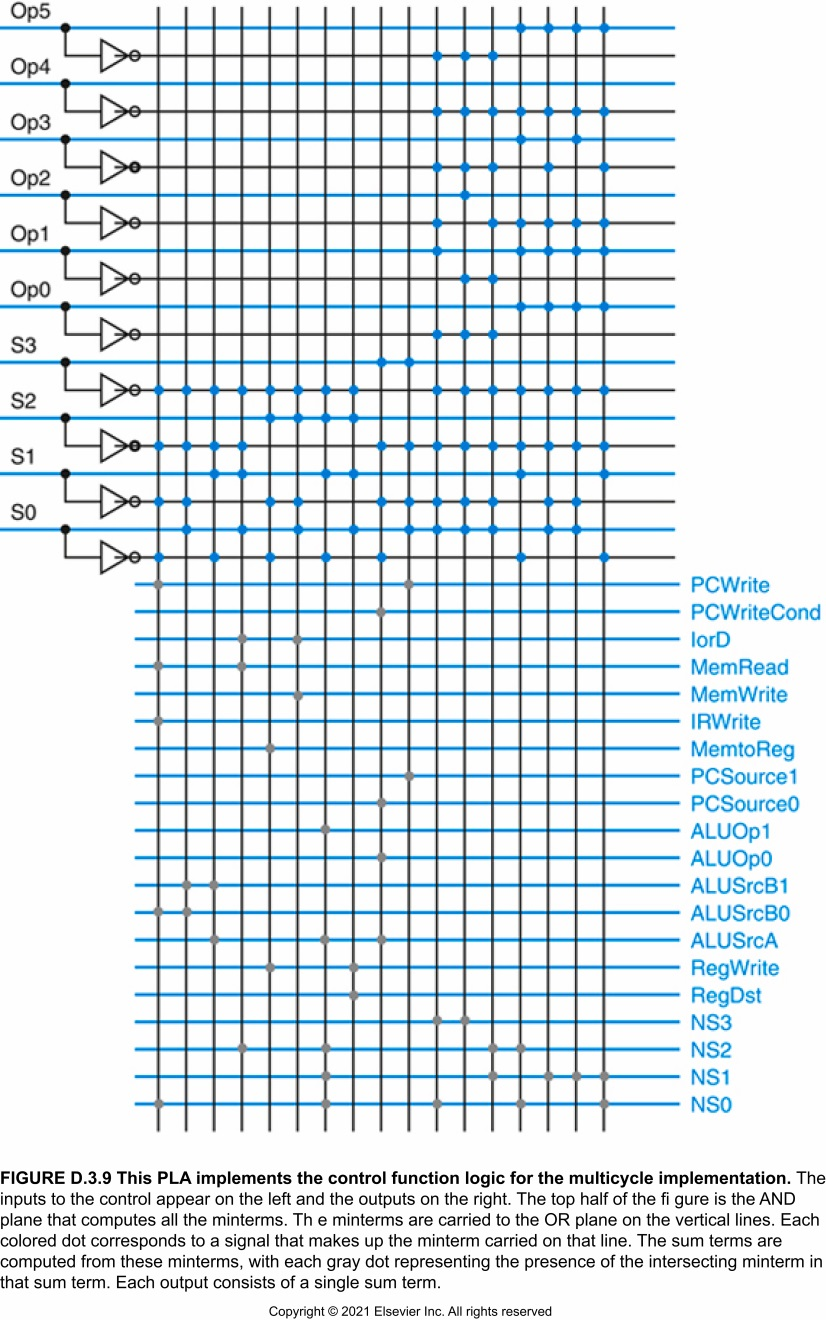 Op5
Op4
Op3
Op2
Op1
Op0
S3
S2
S1
S0
PCWrite
PCWriteCond
IorD
MemRead
MemWrite
IRWrite
MemtoReg
PCSource1
PCSource0
ALUOp1
ALUOp0
ALUSrcB1
ALUSrcB0
ALUSrcA
RegWrite
RegDst
NS3
NS2
NS1
NS0
FIGURE D.3.9 This PLA implements the control function logic for the multicycle implementation. The
inputs to the control appear on the left and the outputs on the right. The top half of the fi gure is the AND
plane that computes all the minterms. Th e minterms are carried to the OR plane on the vertical lines. Each
colored dot corresponds to a signal that makes up the minterm carried on that line. The sum terms are
computed from these minterms, with each gray dot representing the presence of the intersecting minterm in
that sum term. Each output consists of a single sum term.
Copyright © 2021 Elsevier Inc. All rights reserved